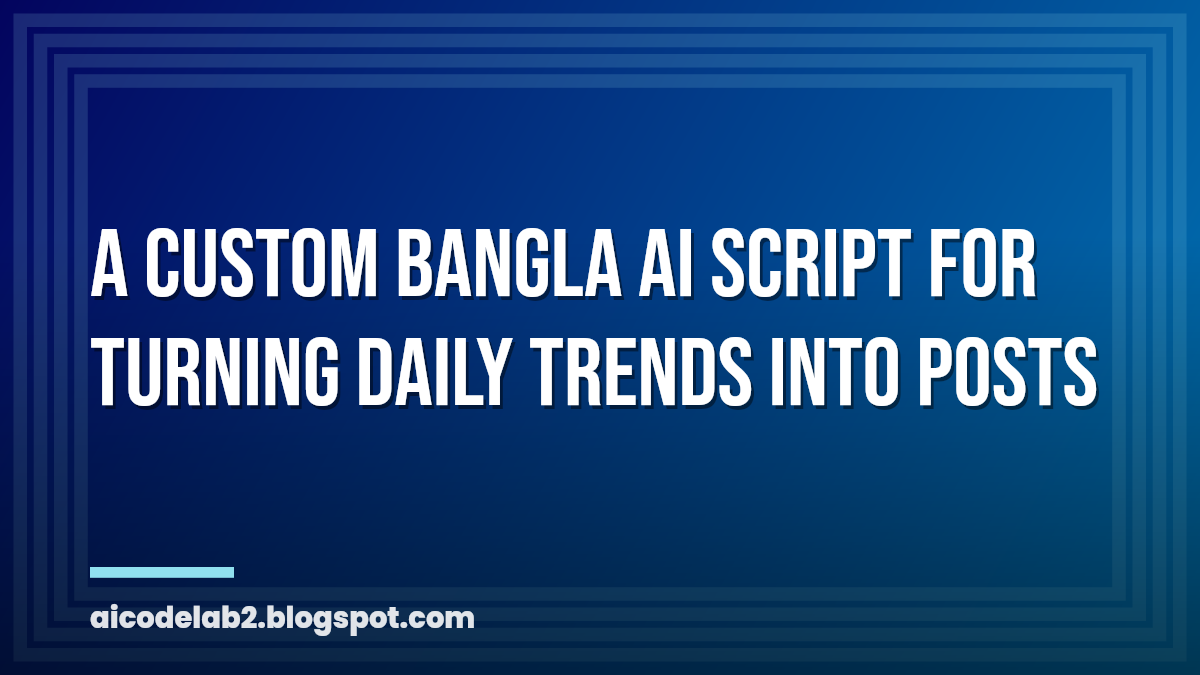 A CUSTOM BANGLA AI SCRIPT FOR
TURNING DAILY TRENDS INTO POSTS
aicodelab2.blogspot.com